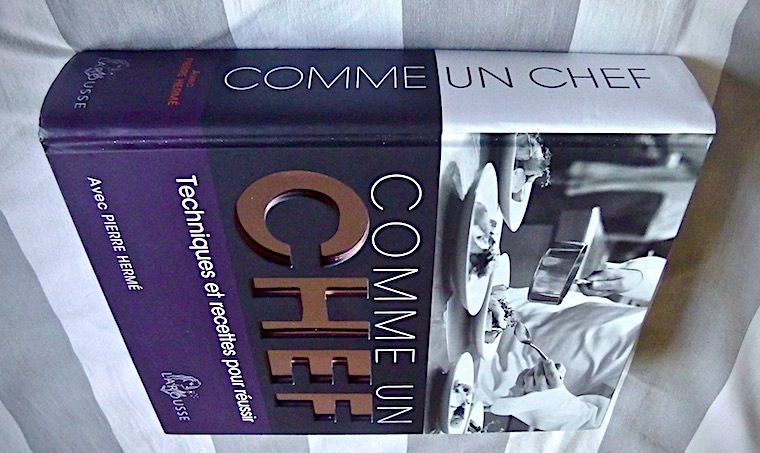 COMME UN CHEF
Avec
PIERRE HERMÉ
LAROUSSE
COMME UN
CHEF
Techniques et recettes pour réussir
Avec PIERRE HERMÉ
LAROUSSE